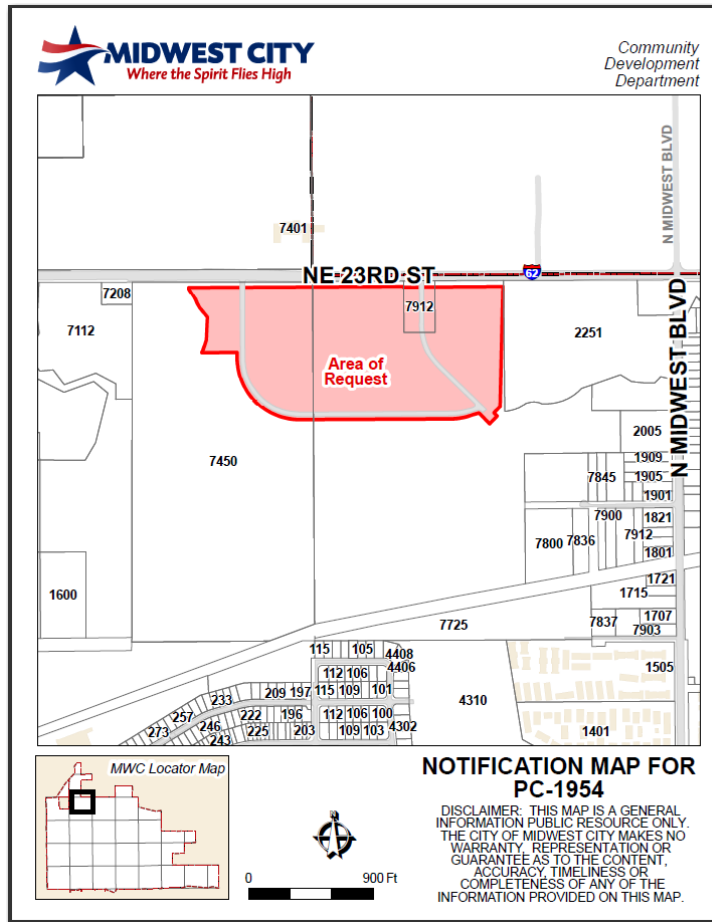 MIDWEST CITY
Where the Spirit Flies High
Community
Development
Department
N MIDWEST BLVD
7401
NE 23RD ST
62
7208
7912
7112
2251
N MIDWEST BLVD
Area of
Request
2005
7450
1909
7845
1905
1901
7900
1821
7912
7800
7836
1801
1721
1600
1715
7725
1707
7837
7903
115
105
4408
4406
1505
112
106
209
197
115
109
101
233
4310
257
222
196
112
106
100
246
4302
273
225
203
109
103
1401
243
MWC Locator Map
900 Ft
0
NOTIFICATION MAP FOR
PC-1954
DISCLAIMER: THIS MAP IS A GENERAL
INFORMATION PUBLIC RESOURCE ONLY.
THE CITY OF MIDWEST CITY MAKES NO
WARRANTY, REPRESENTATION OR
GUARANTEE AS TO THE CONTENT,
ACCURACY, TIMELINESS OR
COMPLETENESS OF ANY OF THE
INFORMATION PROVIDED ON THIS MAP.